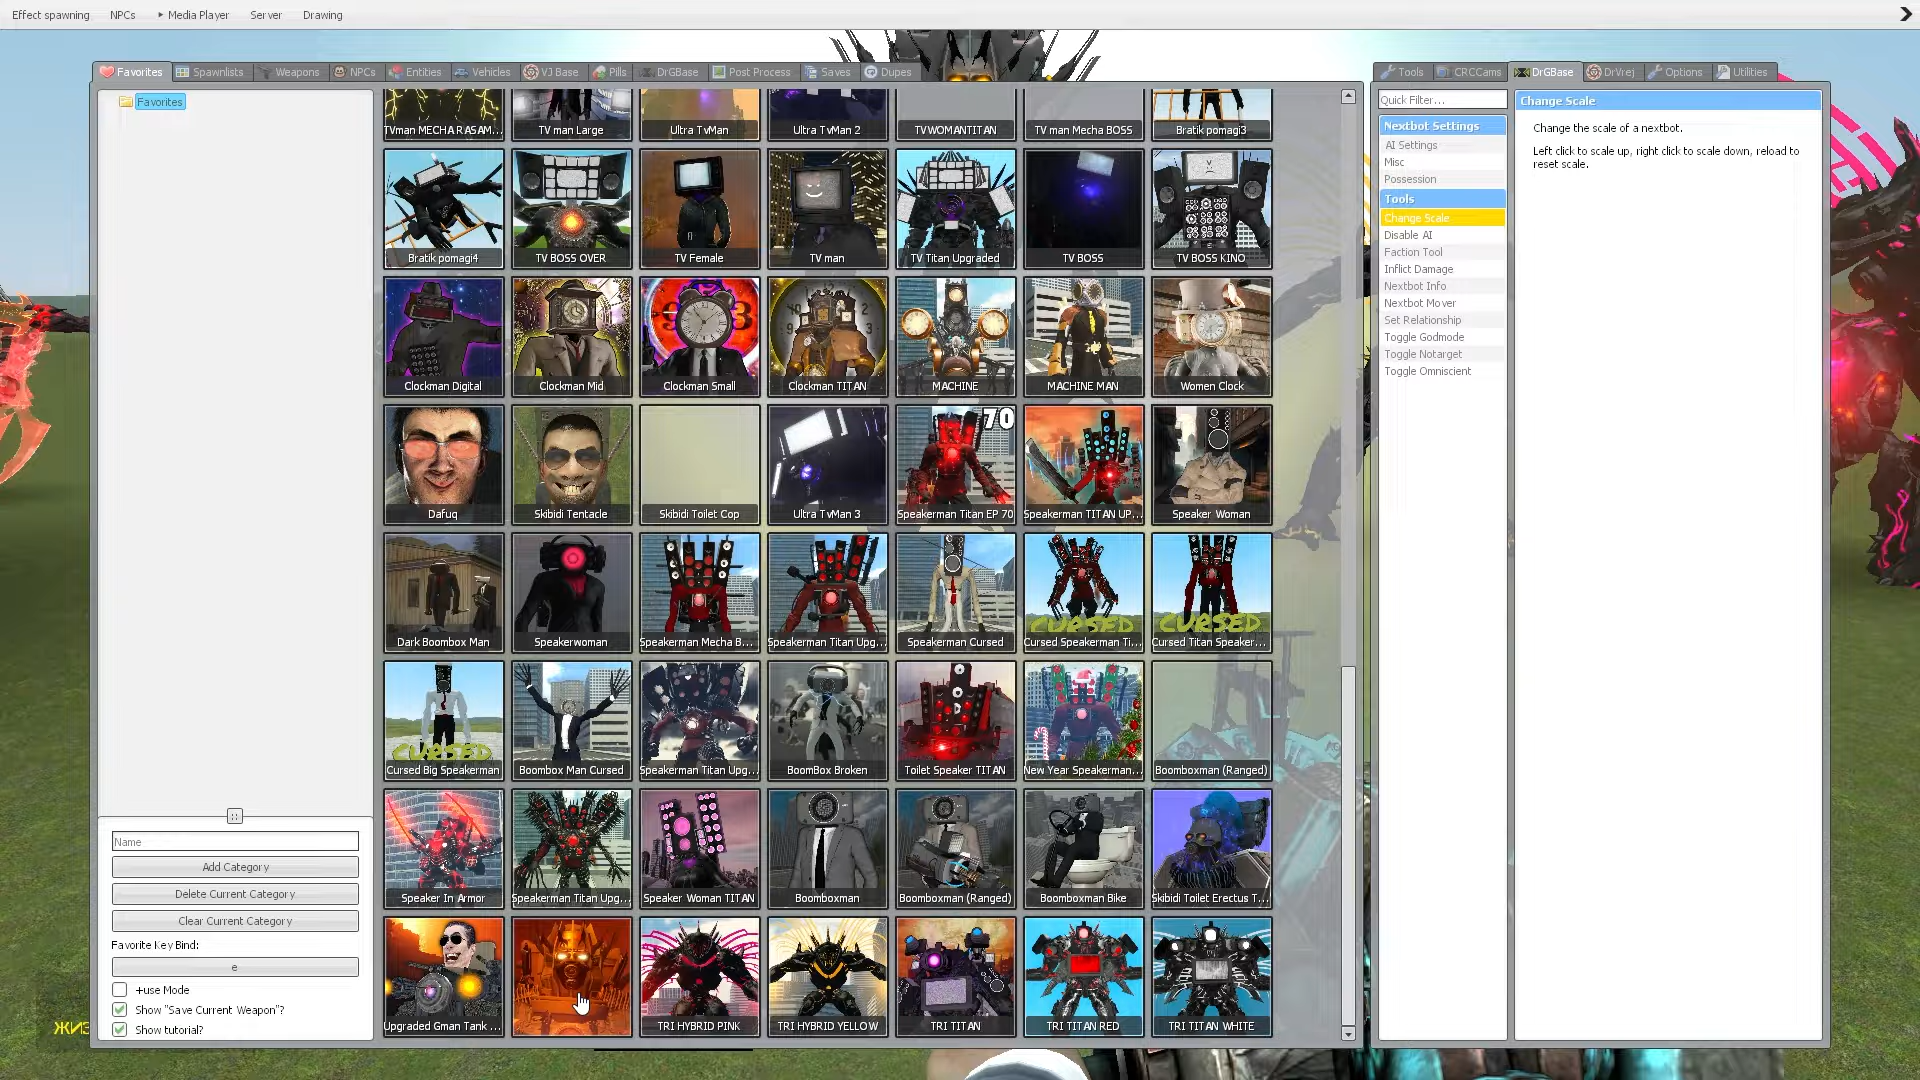 Effect spawning NPCs Media Player Server Drawing
Favorites Spawnlists Weapons NPCs Entities Vehicles VJ Base Pills DrGBase Post Process Saves Dupes
Tools CRCCams DrGBase DrVrej Options Utilities
Favorites
TVman MECHA RASAM... TV man Large Ultra TvMan Ultra TvMan 2 TVWOMANTITAN TV man Mecha BOSS Bratik pomagi3
Bratik pomagi4 TV BOSS OVER TV Female TV man TV Titan Upgraded TV BOSS TV BOSS KINO
Clockman Digital Clockman Mid Clockman Small Clockman TITAN MACHINE MACHINE MAN Women Clock
70
Dafuq Skibidi Tentacle Skibidi Toilet Cop Ultra TvMan 3 Speakerman Titan EP 70 Speakerman TITAN UP... Speaker Woman
CURSED CURSED
Dark Boombox Man Speakerwoman Speakerman Mecha B... Speakerman Titan Upg... Speakerman Cursed Cursed Speakerman Ti... Cursed Titan Speaker...
CURSED
Cursed Big Speakerman Boombox Man Cursed Speakerman Titan Upg... BoomBox Broken Toilet Speaker TITAN New Year Speakerman... Boomboxman (Ranged)
Speaker In Armor Speakerman Titan Upg... Speaker Woman TITAN Boomboxman Boomboxman (Ranged) Boomboxman Bike Skibidi Toilet Erectus T...
Upgraded Gman Tank ... TRI HYBRID PINK TRI HYBRID YELLOW TRI TITAN TRI TITAN RED TRI TITAN WHITE
Name
Add Category
Delete Current Category
Clear Current Category
Favorite Key Bind:
e
+use Mode
Show "Save Current Weapon"?
Show tutorial?
ЖИЗ
Quick Filter...
Nextbot Settings
AI Settings
Misc
Possession
Tools
Change Scale
Disable AI
Faction Tool
Inflict Damage
Nextbot Info
Nextbot Mover
Set Relationship
Toggle Godmode
Toggle Notarget
Toggle Omniscient
Change Scale
Change the scale of a nextbot.
Left click to scale up, right click to scale down, reload to
reset scale.